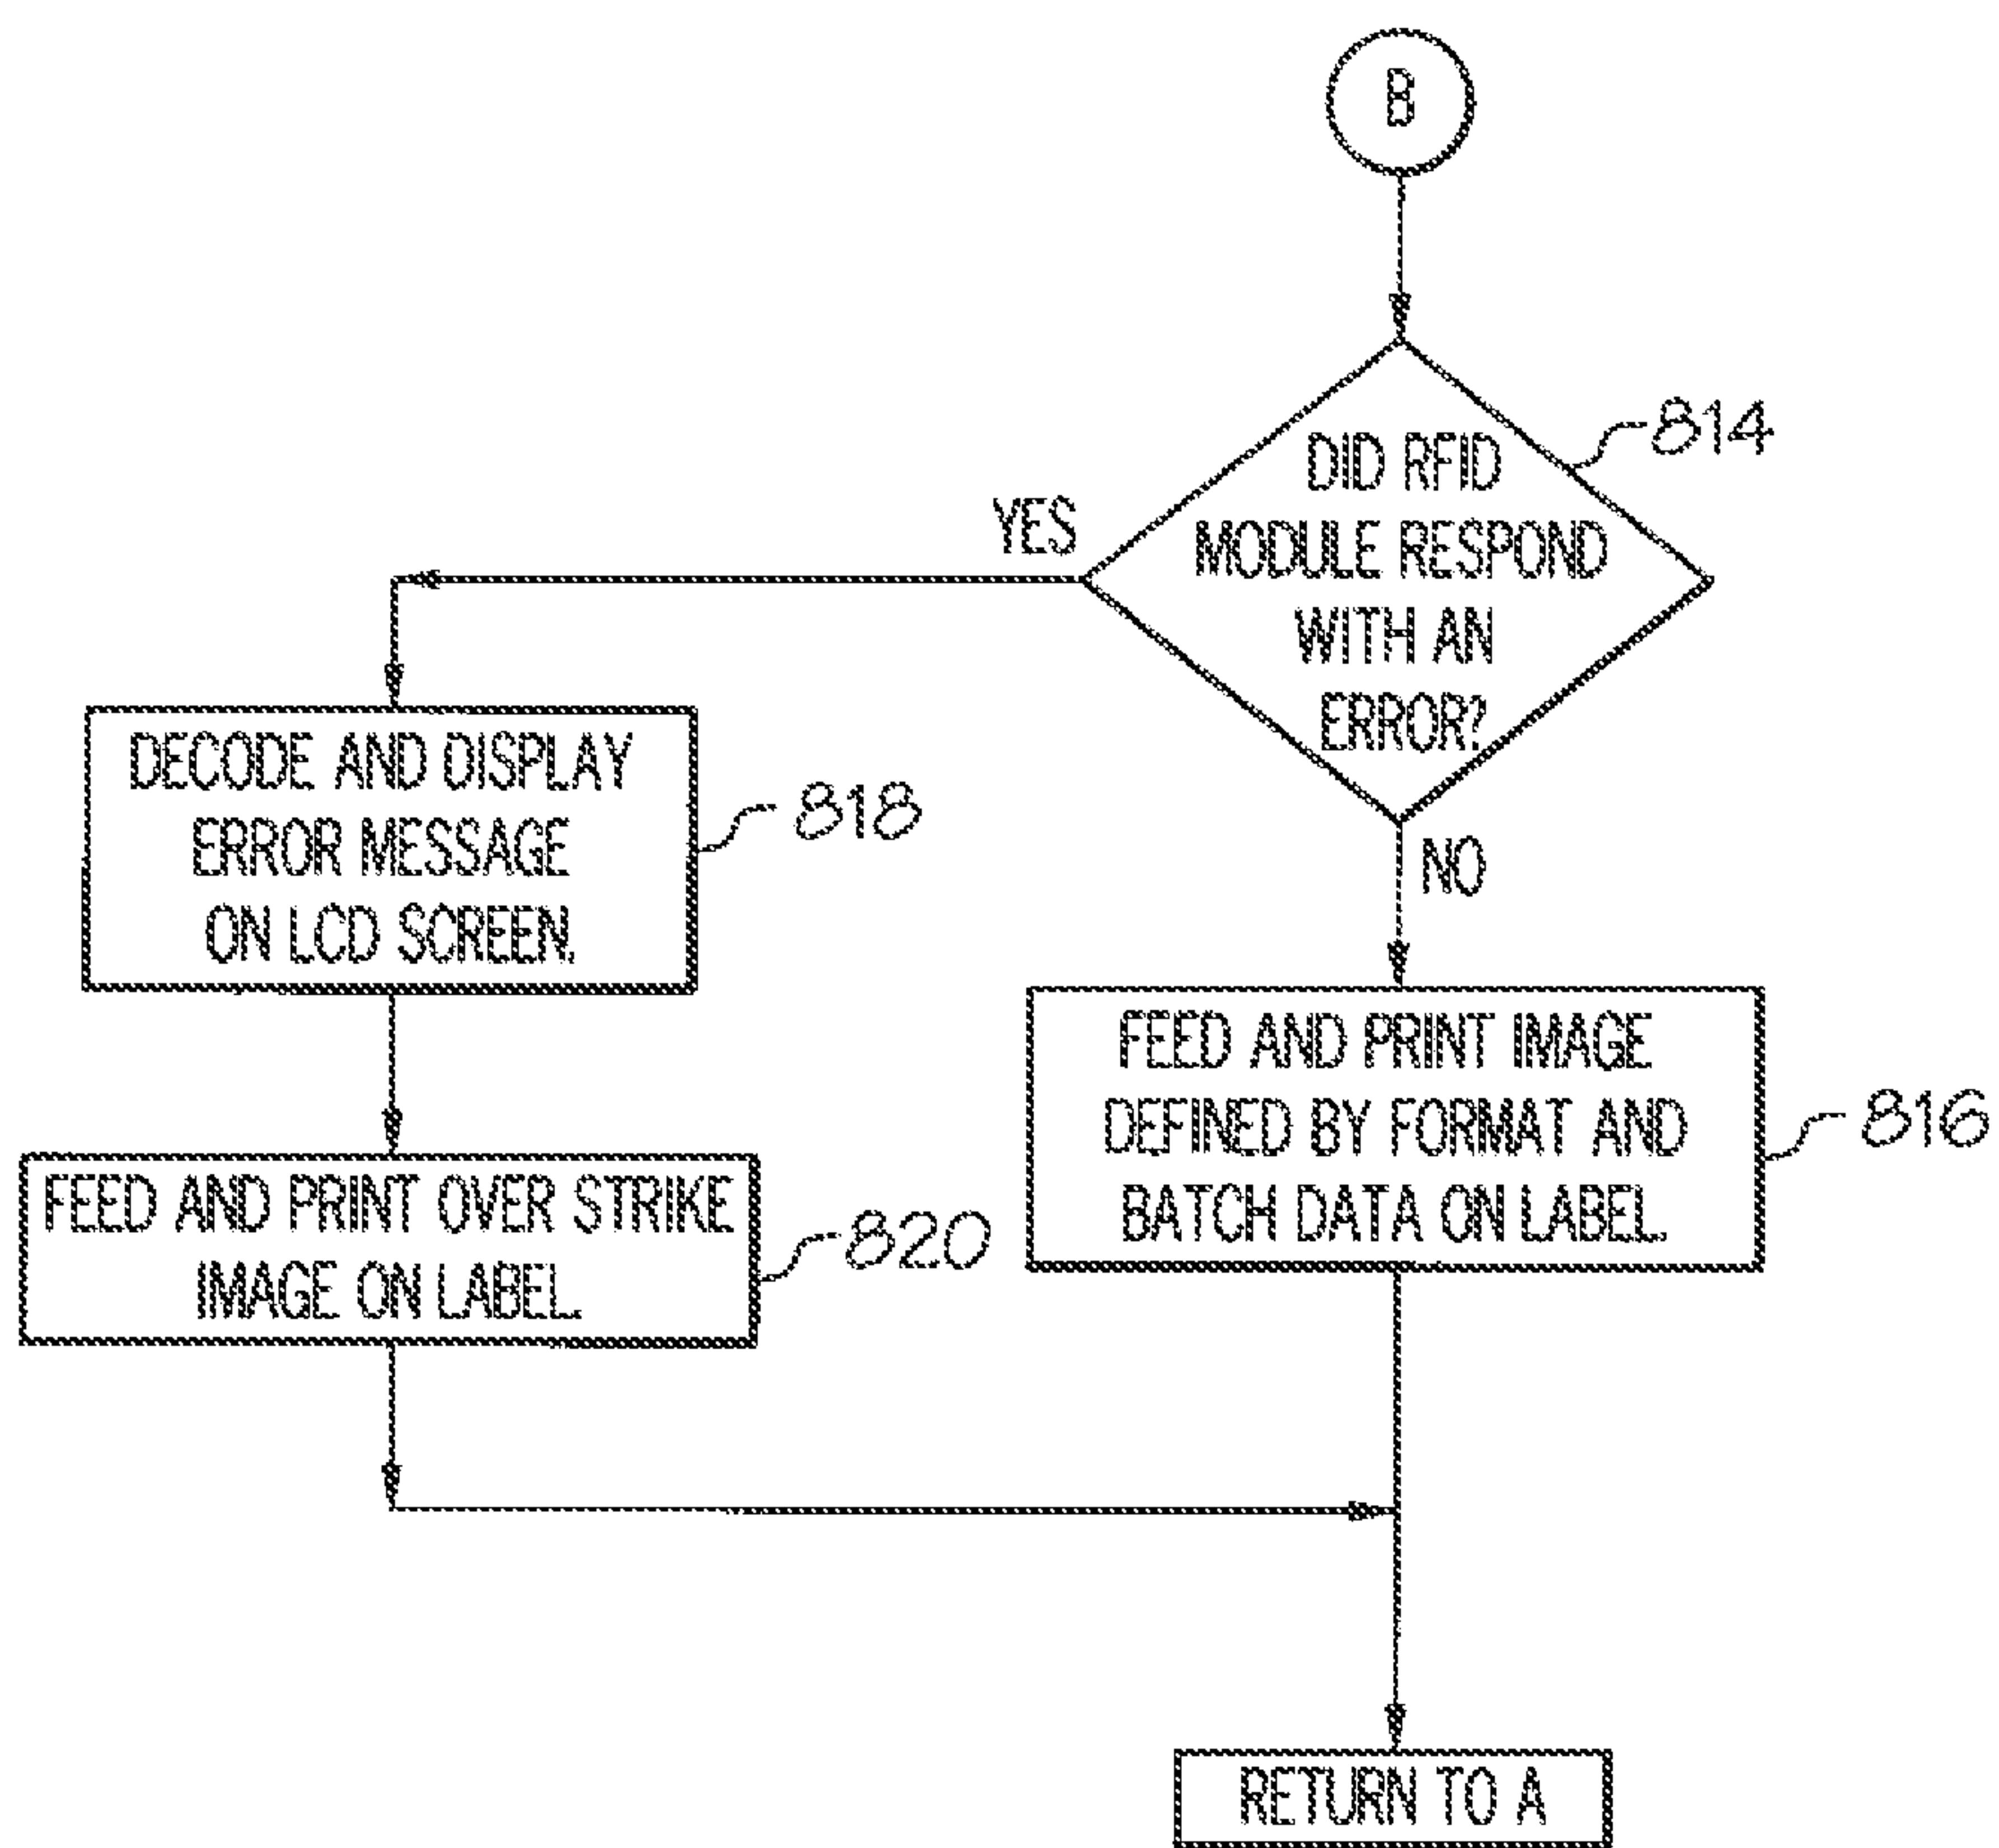 B
DID RFID
MODULE RESPOND
WITH AN
ERROR?
814
YES
NO
DECODE AND DISPLAY
ERROR MESSAGE
ON LCD SCREEN.
818
FEED AND PRINT IMAGE
DEFINED BY FORMAT AND
BATCH DATA ON LABEL.
816
FEED AND PRINT OVER STRIKE
IMAGE ON LABEL.
820
RETURN TO A